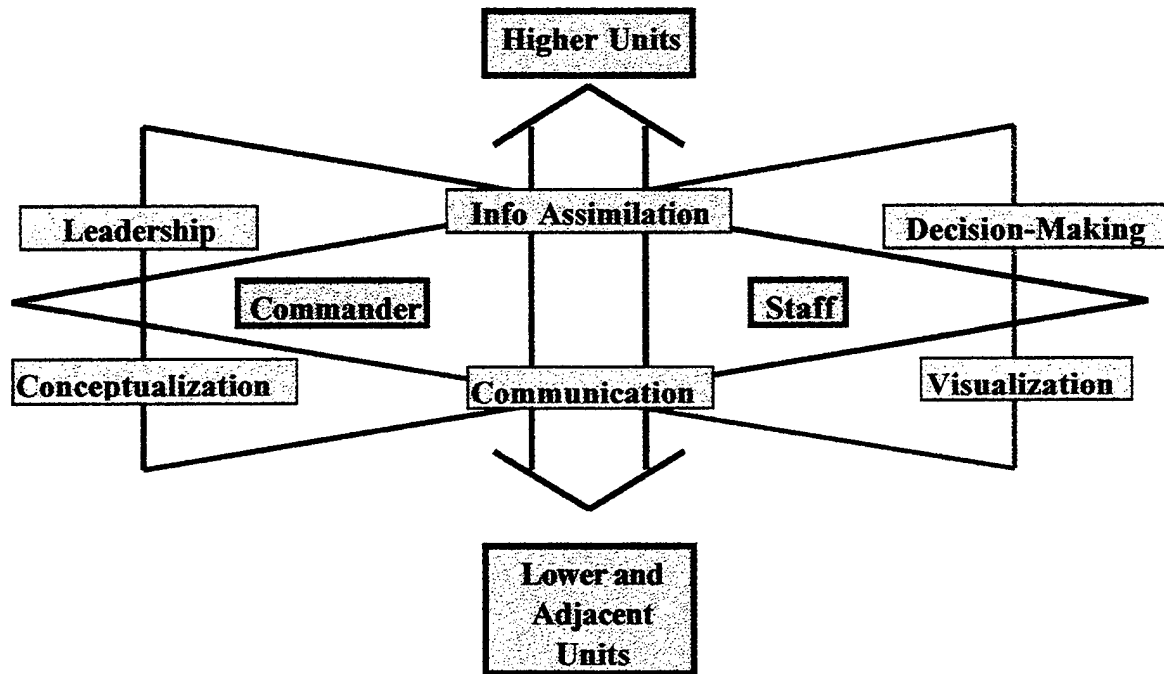 Higher Units
Info Assimilation
Leadership
Decision-Making
Commander
Staff
Conceptualization
Communication
Visualization
Lower and
Adjacent
Units